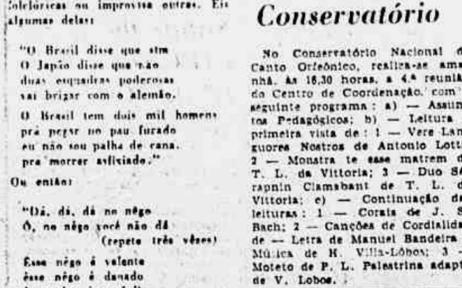 folclóricas ou improvisa outras. Eis
algumas delas:
"O Brasil disse que sim
O Japão disse que não
duas esquadras poderosas
vai brigar com o alemão.
O Brasil tem dois mil homens
prá pegar no pau furado
eu não sou palha de cana,
pra morrer asfixiado."
Ou então:
"Dá, dá, dá no nêgo
Ó, no nêgo você não dá
(repete três vêses)
Êsse nêgo é valente
êsse nêgo é danado
Conservatório
No Conservatório Nacional d
Canto Orfeônico, realiza-se ama
nhã, às 16,30 horas, a 4.ª reuniã
do Centro de Coordenação, com
seguinte programa: a) — Assun
tos Pedagógicos; b) — Leitura
primeira vista de: 1 — Vere Lan
guores Nostros de Antonio Lotti
2 — Monstra te esse matrem d
T. L. da Vittoria; 3 — Duo Se
raphin Clamabant de T. L. d
Vittoria; c) — Continuação da
leituras: 1 — Corais de J. S
Bach; 2 — Canções de Cordialida
de — Letra de Manuel Bandeira
Música de H. Villa-Lôbos; 3 —
Moteto de P. L. Palestrina adapt
de V. Lobos.